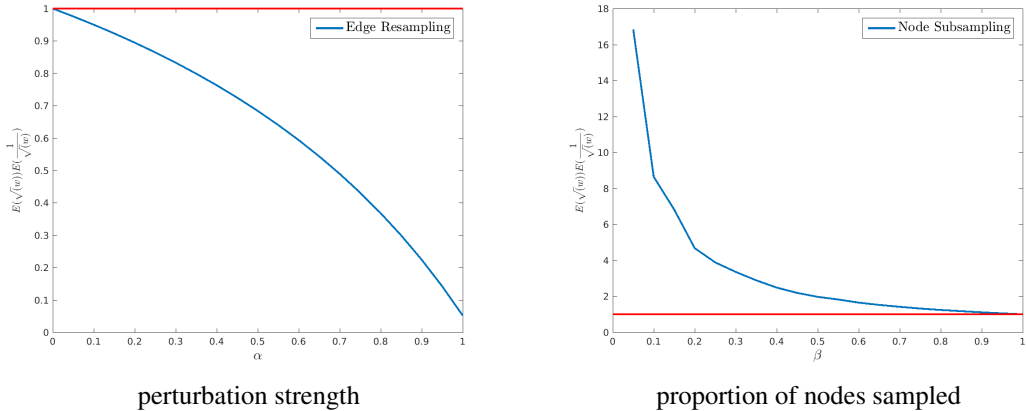 1
0.9
0.8
0.7
0.6
0.5
0.4
0.3
0.2
0.1
0
E(√(w))E(1/√(w))
Edge Resampling
0 0.1 0.2 0.3 0.4 0.5 0.6 0.7 0.8 0.9 1
α
perturbation strength
18
16
14
12
10
8
6
4
2
0
E(√(w))E(1/√(w))
Node Subsampling
0 0.1 0.2 0.3 0.4 0.5 0.6 0.7 0.8 0.9 1
β
proportion of nodes sampled